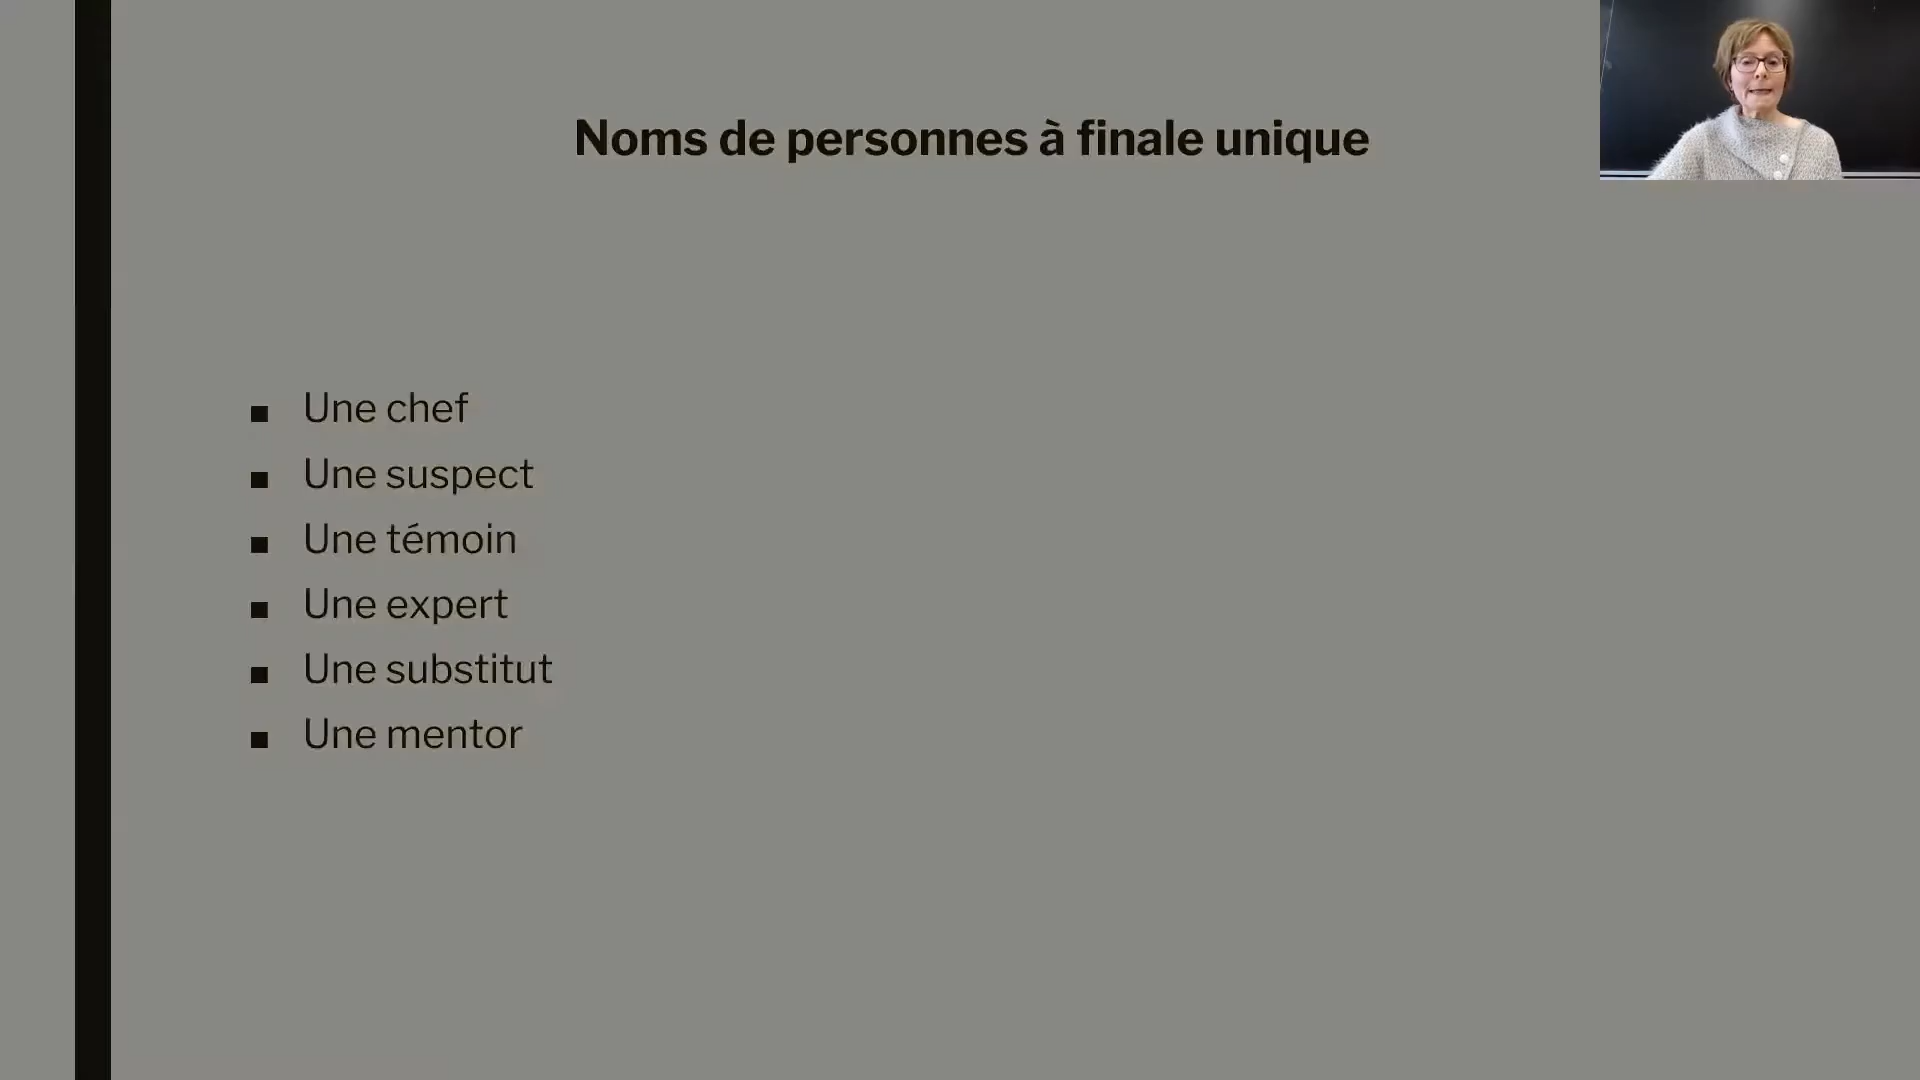 Noms de personnes à finale unique
Une chef
Une suspect
Une témoin
Une expert
Une substitut
Une mentor